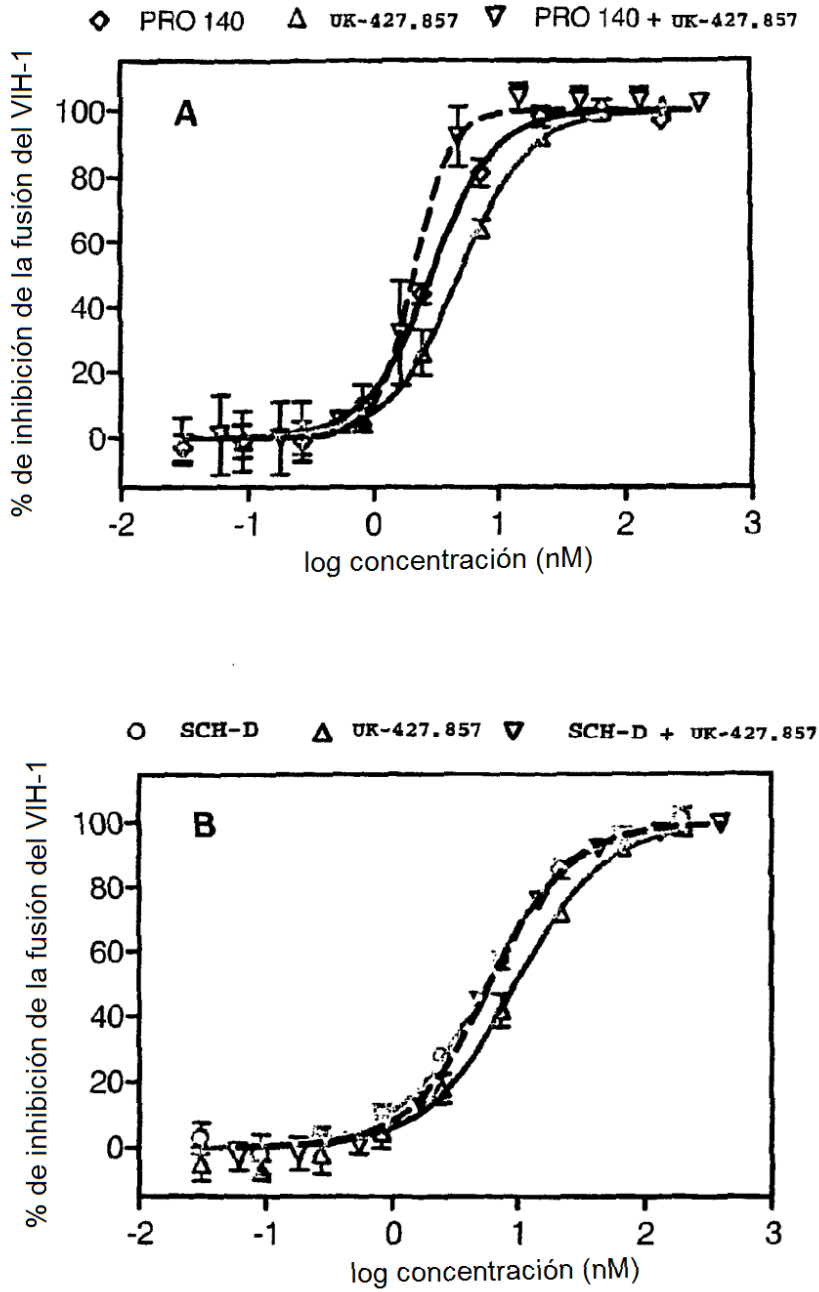 PRO 140 UK-427.857 PRO 140 + UK-427.857
A
% de inhibición de la fusión del VIH-1
100
80
60
40
20
0
-2 -1 0 1 2 3
log concentración (nM)
SCH-D UK-427.857 SCH-D + UK-427.857
B
% de inhibición de la fusión del VIH-1
100
80
60
40
20
0
-2 -1 0 1 2 3
log concentración (nM)